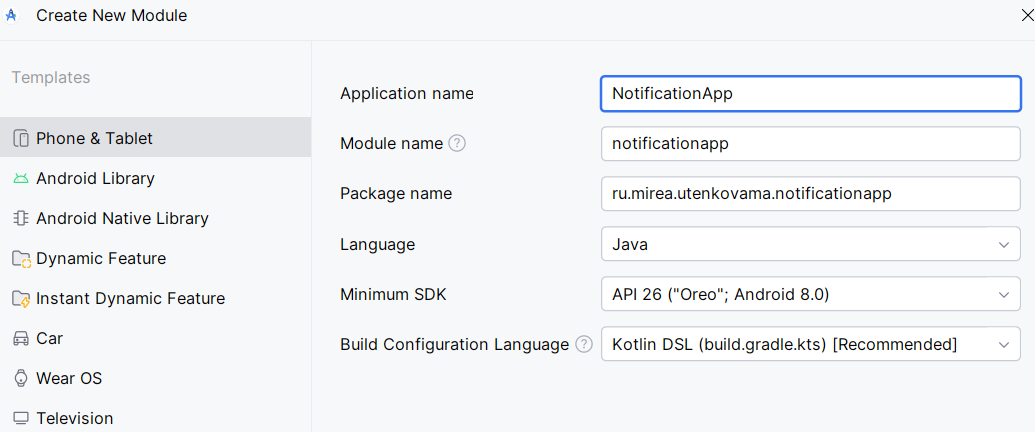 Create New Module
Templates
Phone & Tablet
Android Library
Android Native Library
Dynamic Feature
Instant Dynamic Feature
Car
Wear OS
Television
Application name NotificationApp
Module name ? notificationapp
Package name ru.mirea.utenkovama.notificationapp
Language Java
Minimum SDK API 26 ("Oreo"; Android 8.0)
Build Configuration Language ? Kotlin DSL (build.gradle.kts) [Recommended]